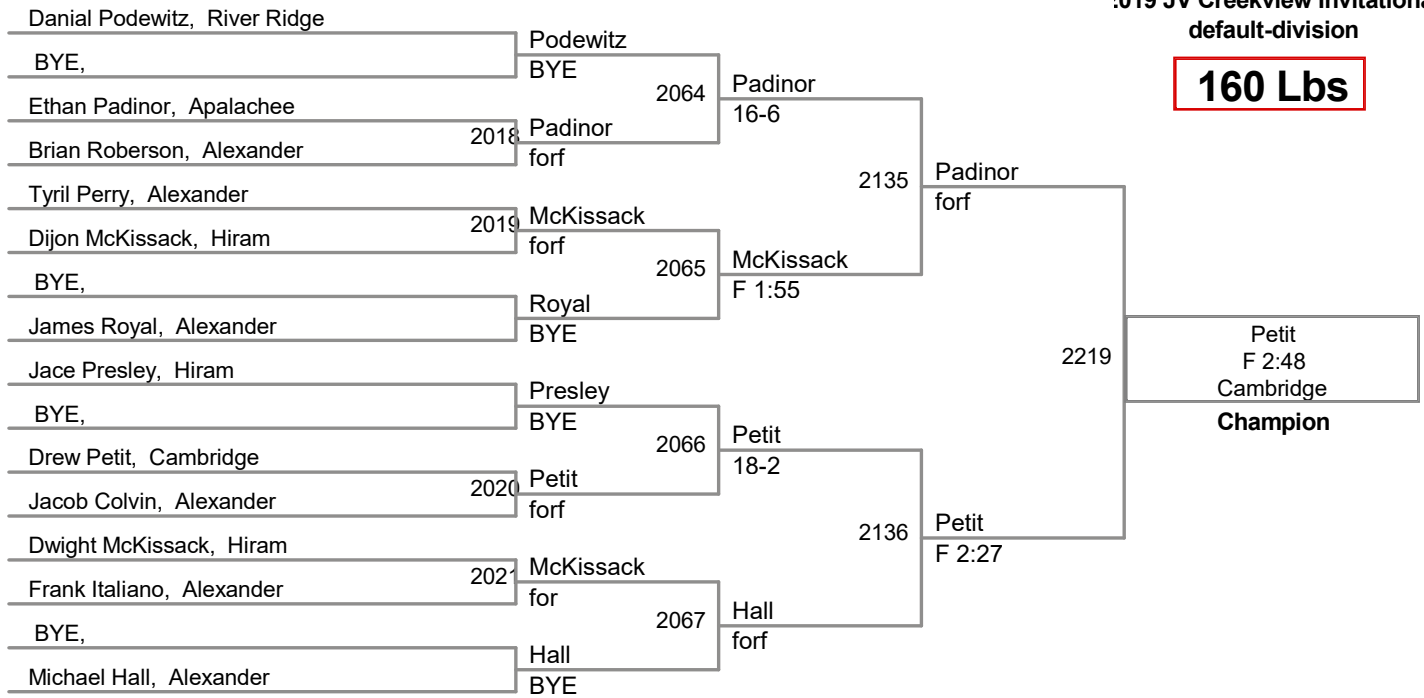 :019 JV Creekview Invitational
default-division
160 Lbs
Danial Podewitz, River Ridge
BYE,
Ethan Padinor, Apalachee
Brian Roberson, Alexander
Tyril Perry, Alexander
Dijon McKissack, Hiram
BYE,
James Royal, Alexander
Jace Presley, Hiram
BYE,
Drew Petit, Cambridge
Jacob Colvin, Alexander
Dwight McKissack, Hiram
Frank Italiano, Alexander
BYE,
Michael Hall, Alexander
Podewitz
BYE
2018
Padinor
forf
2019
McKissack
forf
Royal
BYE
Presley
BYE
2020
Petit
forf
2021
McKissack
for
Hall
BYE
2064
Padinor
16-6
2065
McKissack
F 1:55
2066
Petit
18-2
2067
Hall
forf
2135
Padinor
forf
2136
Petit
F 2:27
2219
Petit
F 2:48
Cambridge
Champion